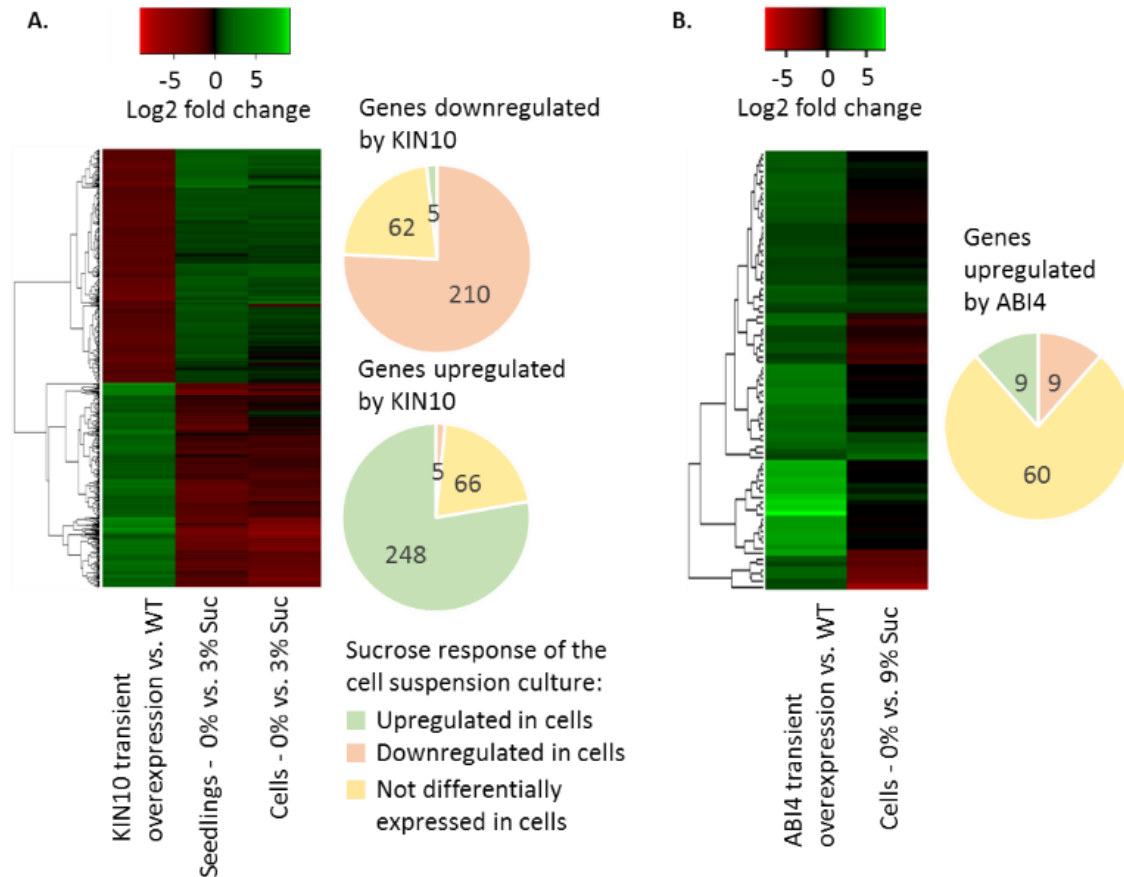 A.
-5 0 5
Log2 fold change
Genes downregulated
by KIN10
5
62
210
Genes upregulated
by KIN10
5
66
248
KIN10 transient
overexpression vs. WT
Seedlings - 0% vs. 3% Suc
Cells - 0% vs. 3% Suc
Sucrose response of the
cell suspension culture:
Upregulated in cells
Downregulated in cells
Not differentially
expressed in cells
B.
-5 0 5
Log2 fold change
Genes
upregulated
by ABI4
9 9
60
ABI4 transient
overexpression vs. WT
Cells - 0% vs. 9% Suc